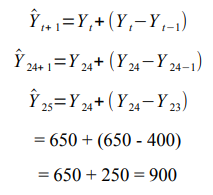 Ŷ_{t+1}=Y_t+(Y_t−Y_{t−1})
Ŷ_{24+1}=Y_{24}+(Y_{24}−Y_{24−1})
Ŷ_{25}=Y_{24}+(Y_{24}−Y_{23})
= 650 + (650 - 400)
= 650 + 250 = 900